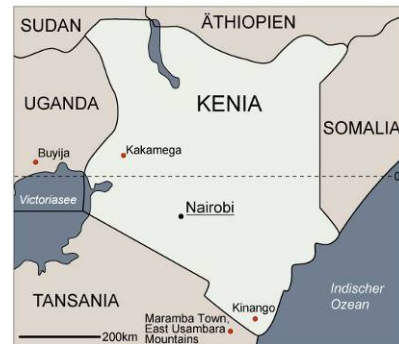 SUDAN
ÄTHIOPIEN
UGANDA
KENIA
SOMALIA
Buyija
Kakamega
0
Victoriasee
Nairobi
Indischer
Ozean
TANSANIA
Kinango
Maramba Town,
East Usambara
Mountains
200km